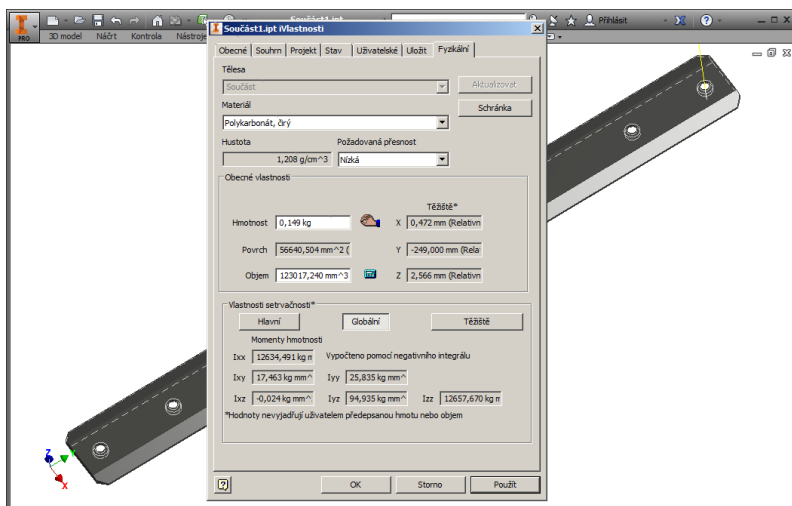 PRO
Součást1.ipt
Přihlásit
3D model Náčrt Kontrola Nástroje
Součást1.ipt iVlastnosti
Obecné Souhrn Projekt Stav Uživatelské Uložit Fyzikální
Tělesa
Součást
Aktualizovat
Materiál
Schránka
Polykarbonát, čirý
Hustota Požadovaná přesnost
1,208 g/cm^3 Nízká
Obecné vlastnosti
Těžiště*
Hmotnost 0,149 kg X 0,472 mm (Relativn
Povrch 56640,504 mm^2 ( Y -249,000 mm (Rela
Objem 123017,240 mm^3 Z 2,566 mm (Relativn
Vlastnosti setrvačnosti*
Hlavní Globální Těžiště
Momenty hmotnosti
Ixx 12634,491 kg m Vypočteno pomocí negativního integrálu
Ixy 17,463 kg mm^ Iyy 25,835 kg mm^
Ixz -0,024 kg mm^ Iyz 94,935 kg mm^ Izz 12657,670 kg m
*Hodnoty nevyjadřují uživatelem předepsanou hmotu nebo objem
Z Y
X
OK Storno Použít